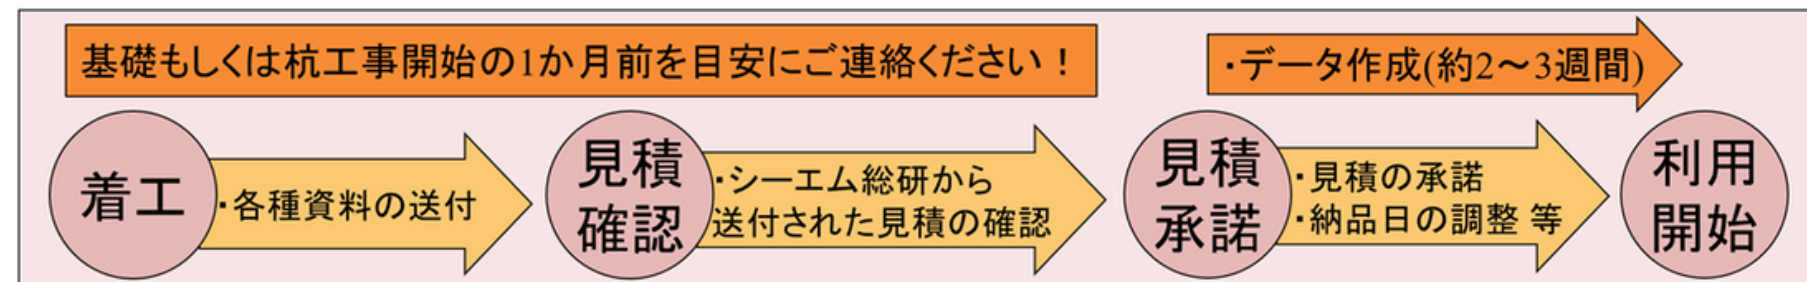 基礎もしくは杭工事開始の1か月前を目安にご連絡ください！
・データ作成(約2～3週間)
着工
・各種資料の送付
見積
確認
・シーエム総研から
送付された見積の確認
見積
承諾
・見積の承諾
・納品日の調整 等
利用
開始